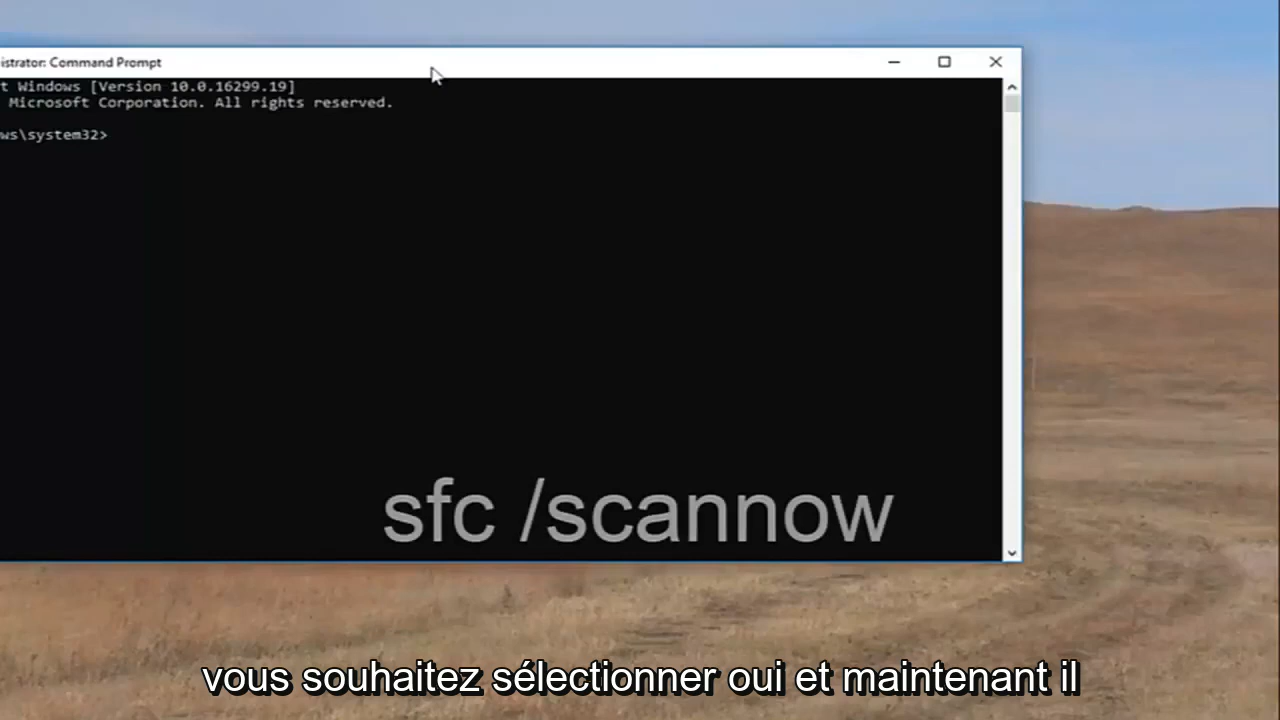 istrator: Command Prompt
t Windows [Version 10.0.16299.19]
Microsoft Corporation. All rights reserved.
ws\system32>
sfc /scannow
vous souhaitez sélectionner oui et maintenant il